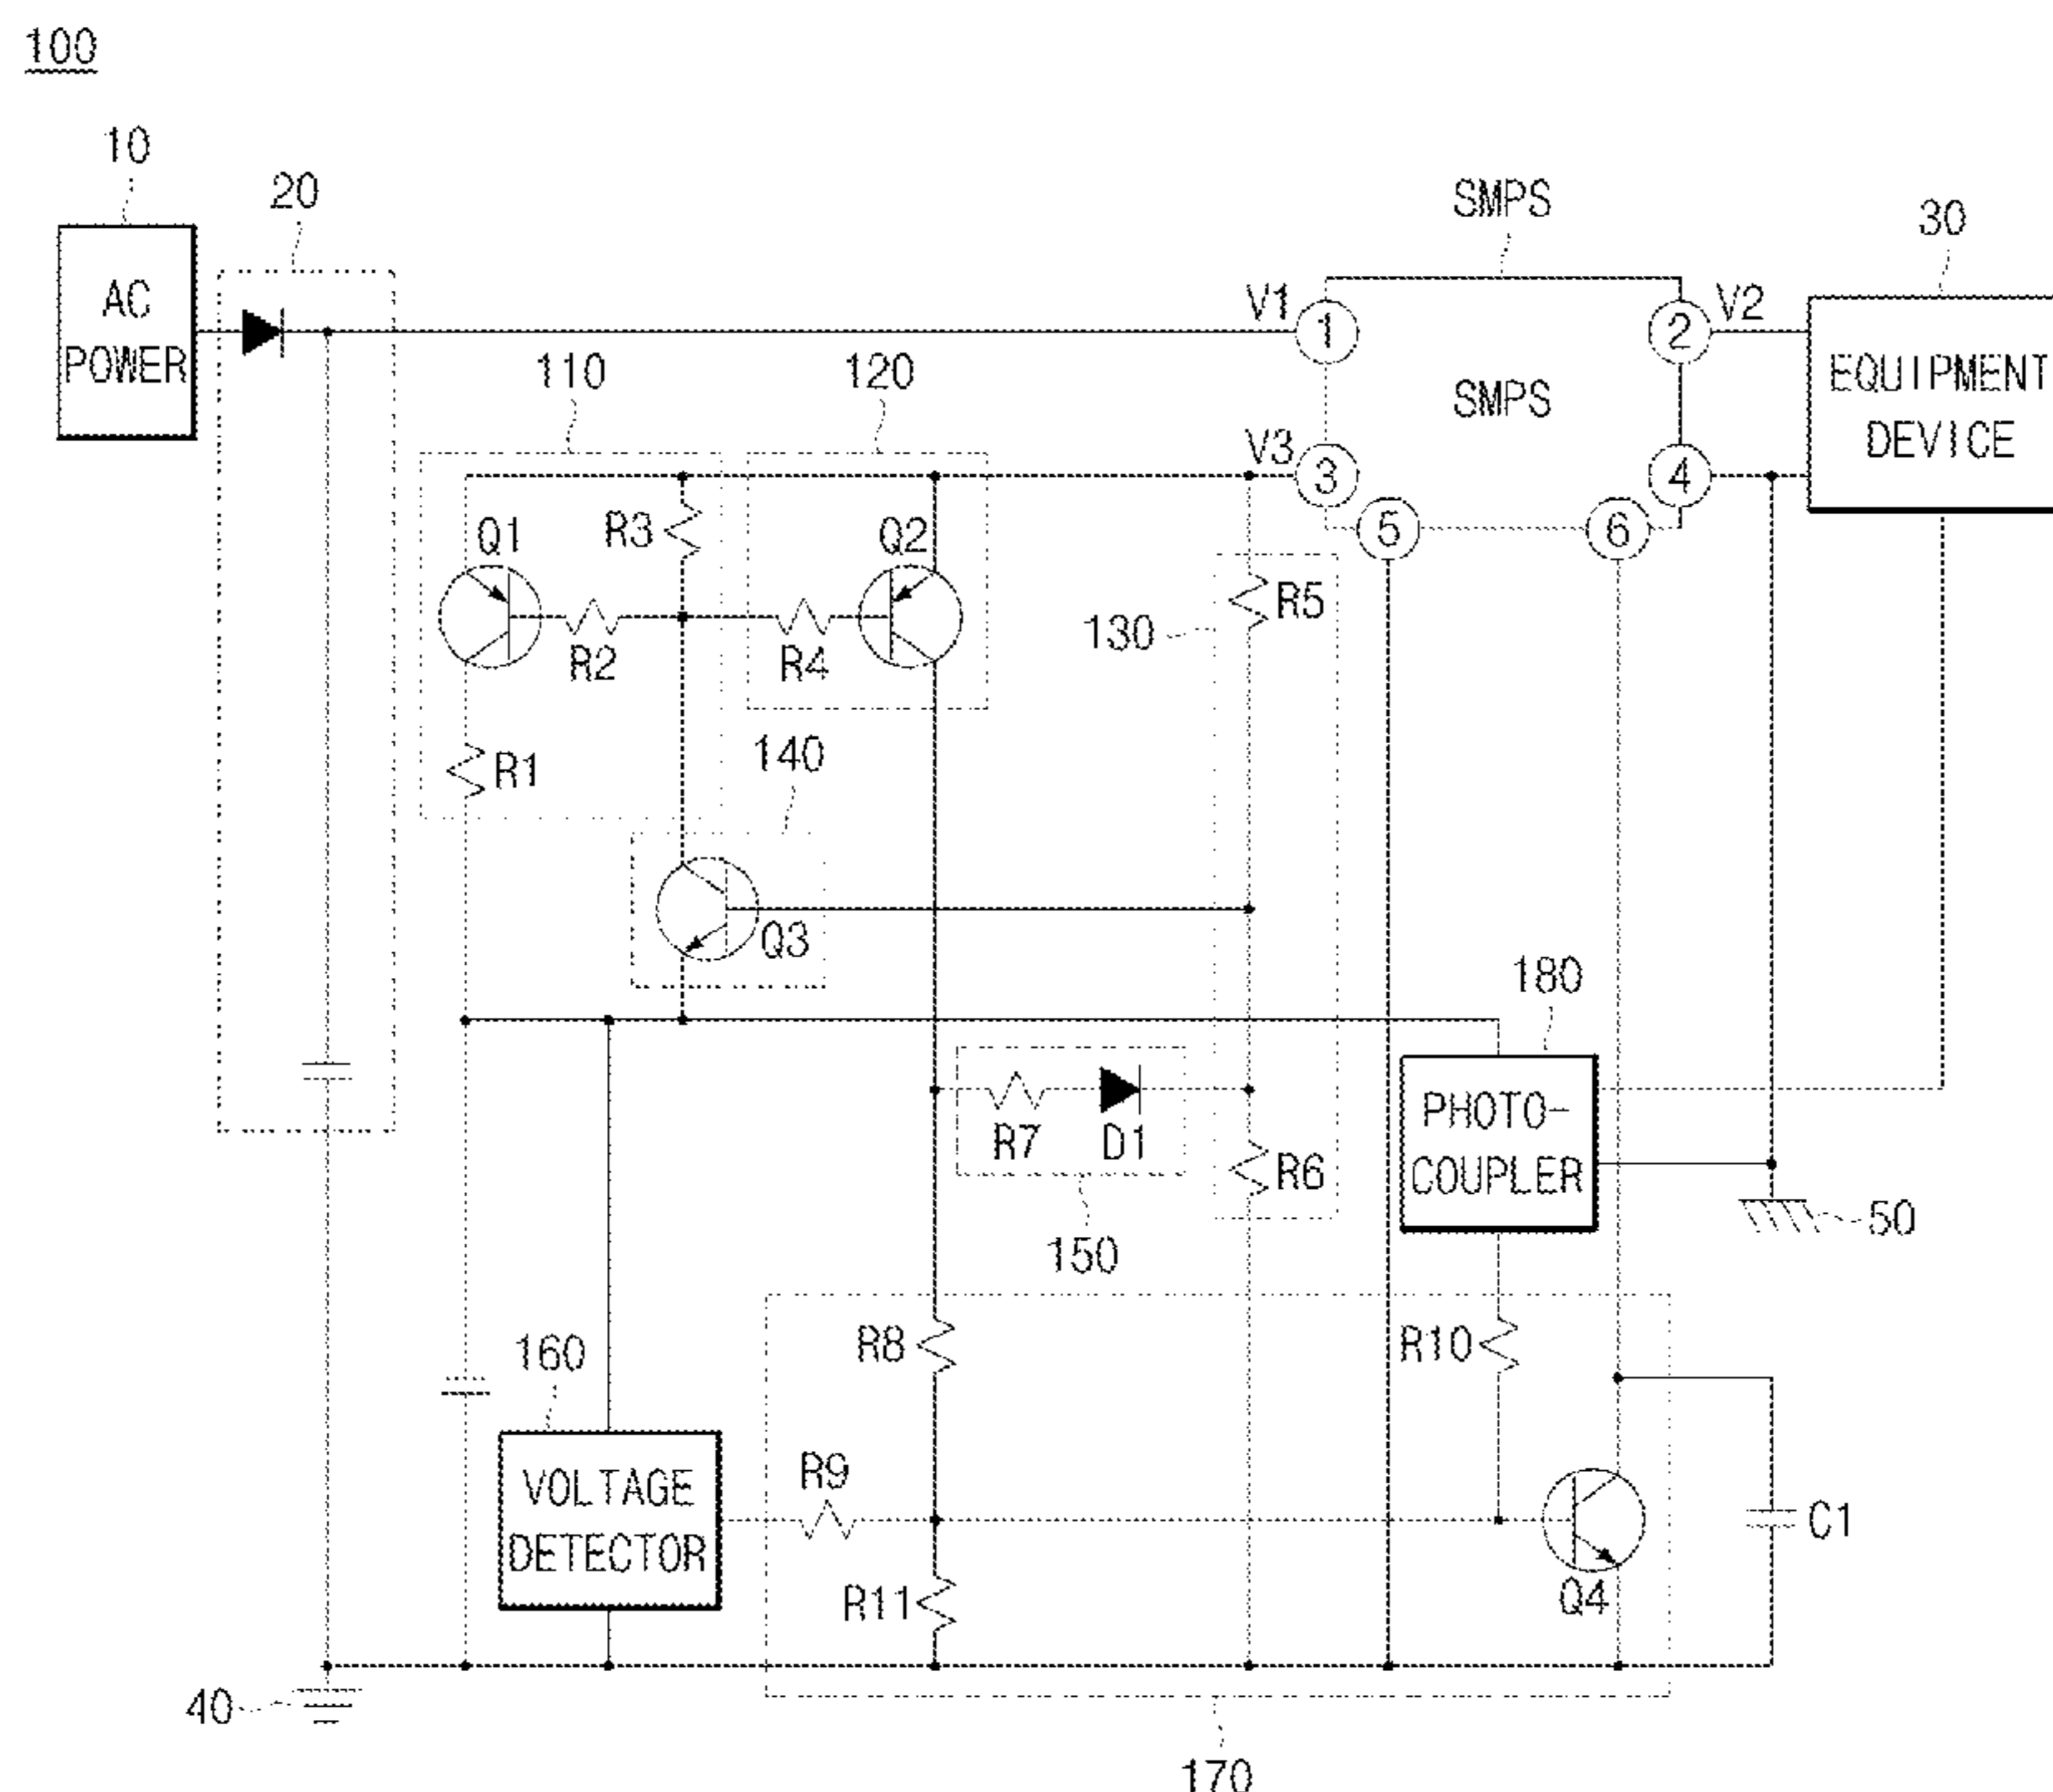 100
10
20
SMPS
30
AC
POWER
V1
1
2
V2
SMPS
EQUIPMENT
DEVICE
110
120
V3
3
4
5
6
Q1
R3
Q2
R2
R4
130
R5
R1
140
Q3
180
R7
D1
PHOTO-
COUPLER
R6
150
50
160
R8
R10
VOLTAGE
DETECTOR
R9
C1
R11
Q4
40
170